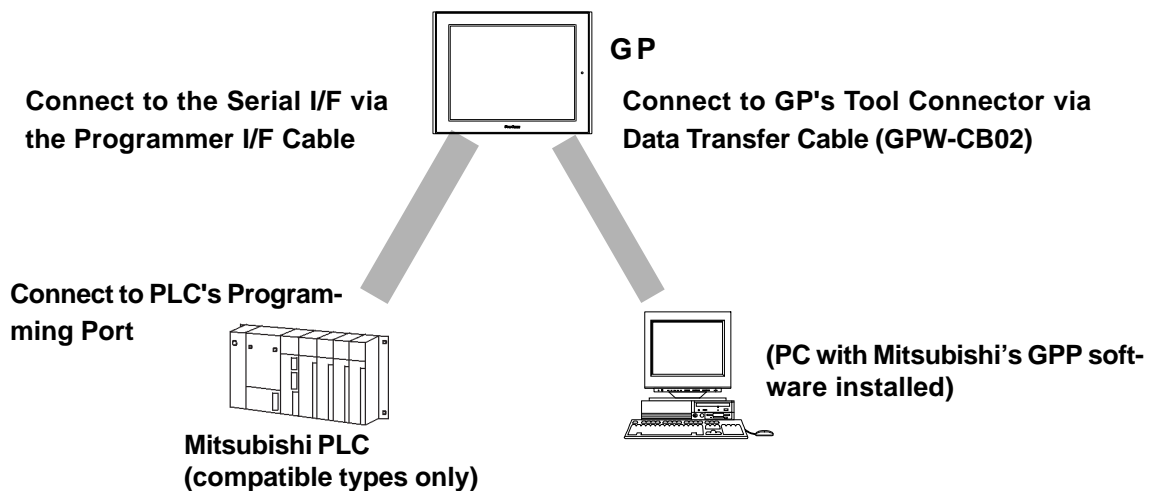 GP
Connect to the Serial I/F via
the Programmer I/F Cable
Connect to GP's Tool Connector via
Data Transfer Cable (GPW-CB02)
Connect to PLC's Program-
ming Port
(PC with Mitsubishi’s GPP soft-
ware installed)
Mitsubishi PLC
(compatible types only)